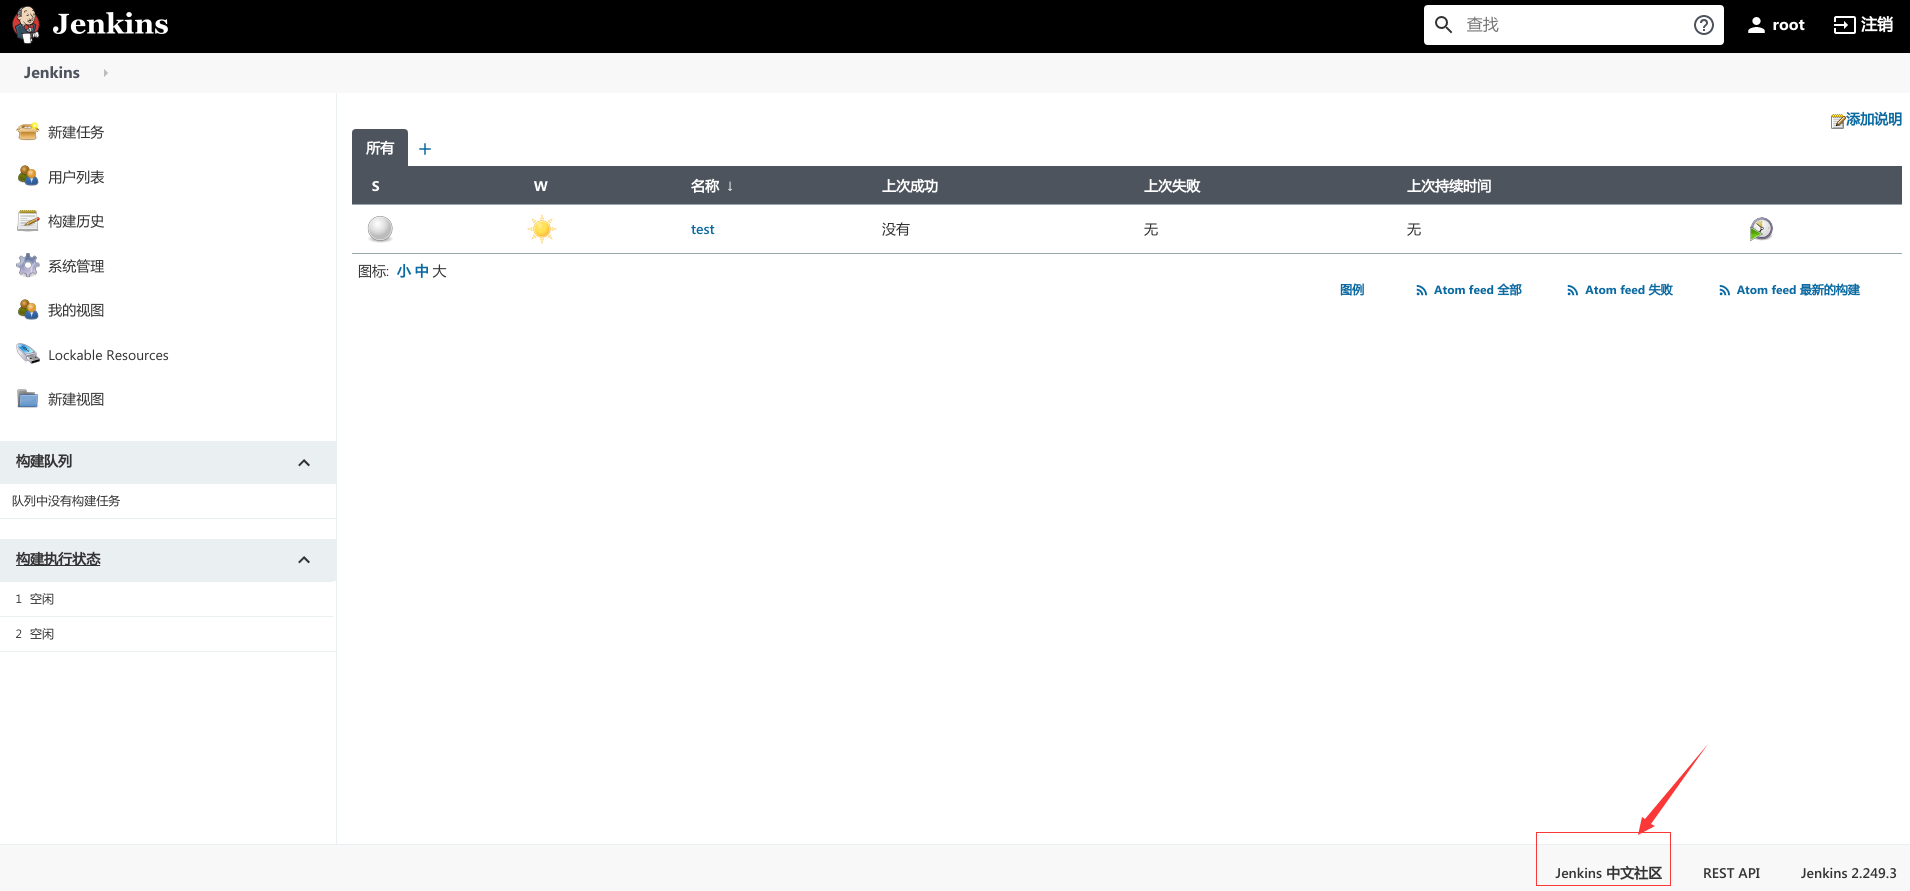 Jenkins
查找
root
注销
Jenkins
添加说明
新建任务
用户列表
构建历史
系统管理
我的视图
Lockable Resources
新建视图
构建队列
队列中没有构建任务
构建执行状态
1 空闲
2 空闲
所有 +
S W 名称 ↓ 上次成功 上次失败 上次持续时间
test 没有 无 无
图标: 小 中 大
图例 Atom feed 全部 Atom feed 失败 Atom feed 最新的构建
Jenkins 中文社区 REST API Jenkins 2.249.3